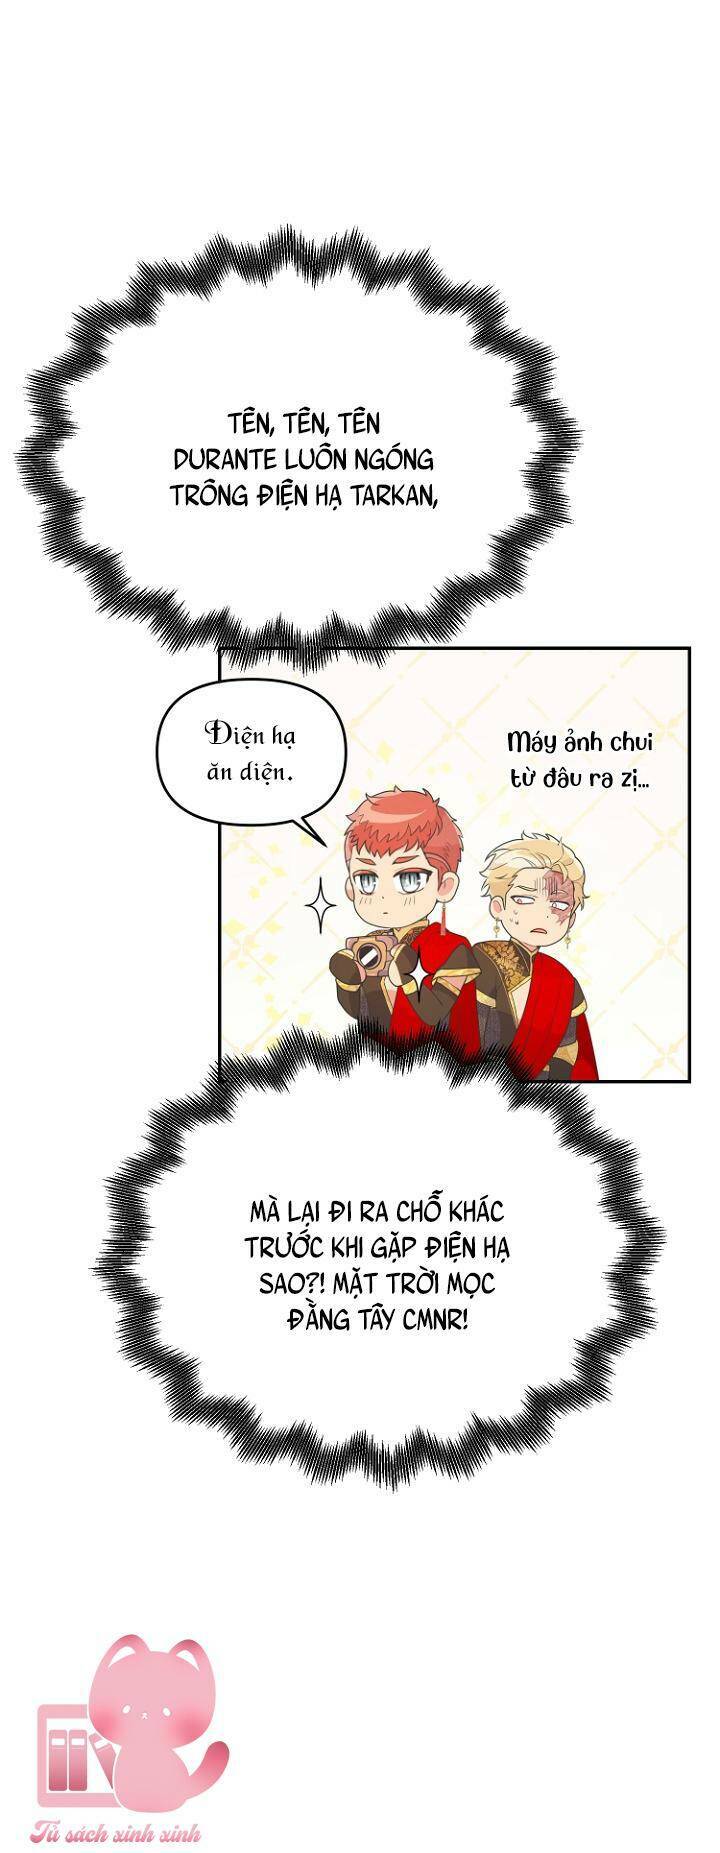 TÊN, TÊN, TÊN
DURANTE LUÔN NGÓNG
TRÔNG ĐIỆN HẠ TARKAN,
Điện hạ
ăn diện.
Máy ảnh chui
từ đâu ra zị...
MÀ LẠI ĐI RA CHỖ KHÁC
TRƯỚC KHI GẶP ĐIỆN HẠ
SAO?! MẶT TRỜI MỌC
ĐẰNG TÂY CMNR!
Tủ sách xinh xinh